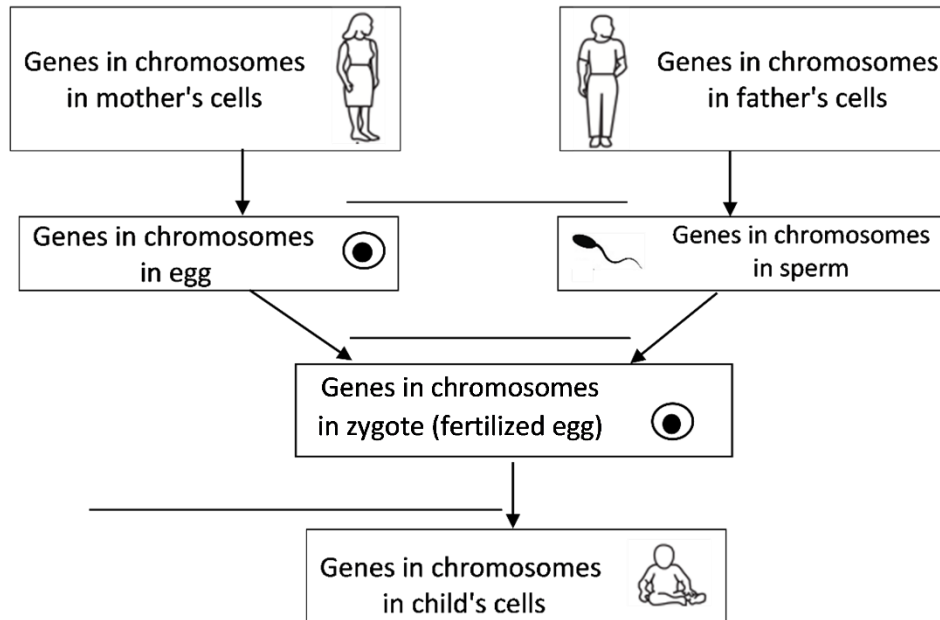 Genes in chromosomes
in mother's cells
Genes in chromosomes
in father's cells
Genes in chromosomes
in egg
Genes in chromosomes
in sperm
Genes in chromosomes
in zygote (fertilized egg)
Genes in chromosomes
in child's cells